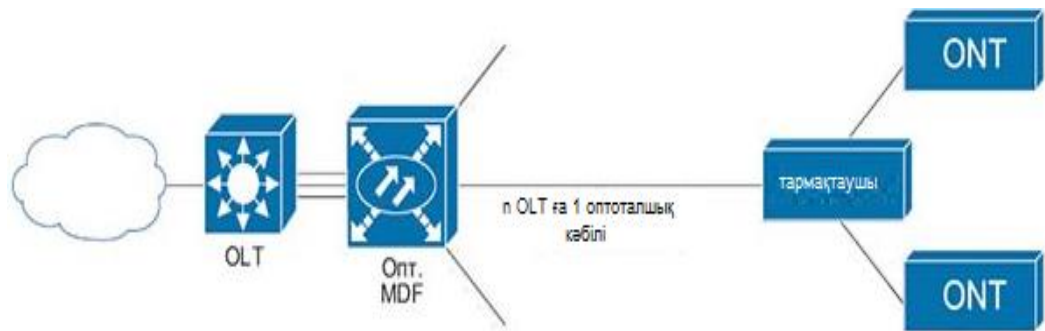 ONT
тармақтаушы
n OLT ға 1 оптоталшық
кәбілі
OLT
Опт.
MDF
ONT